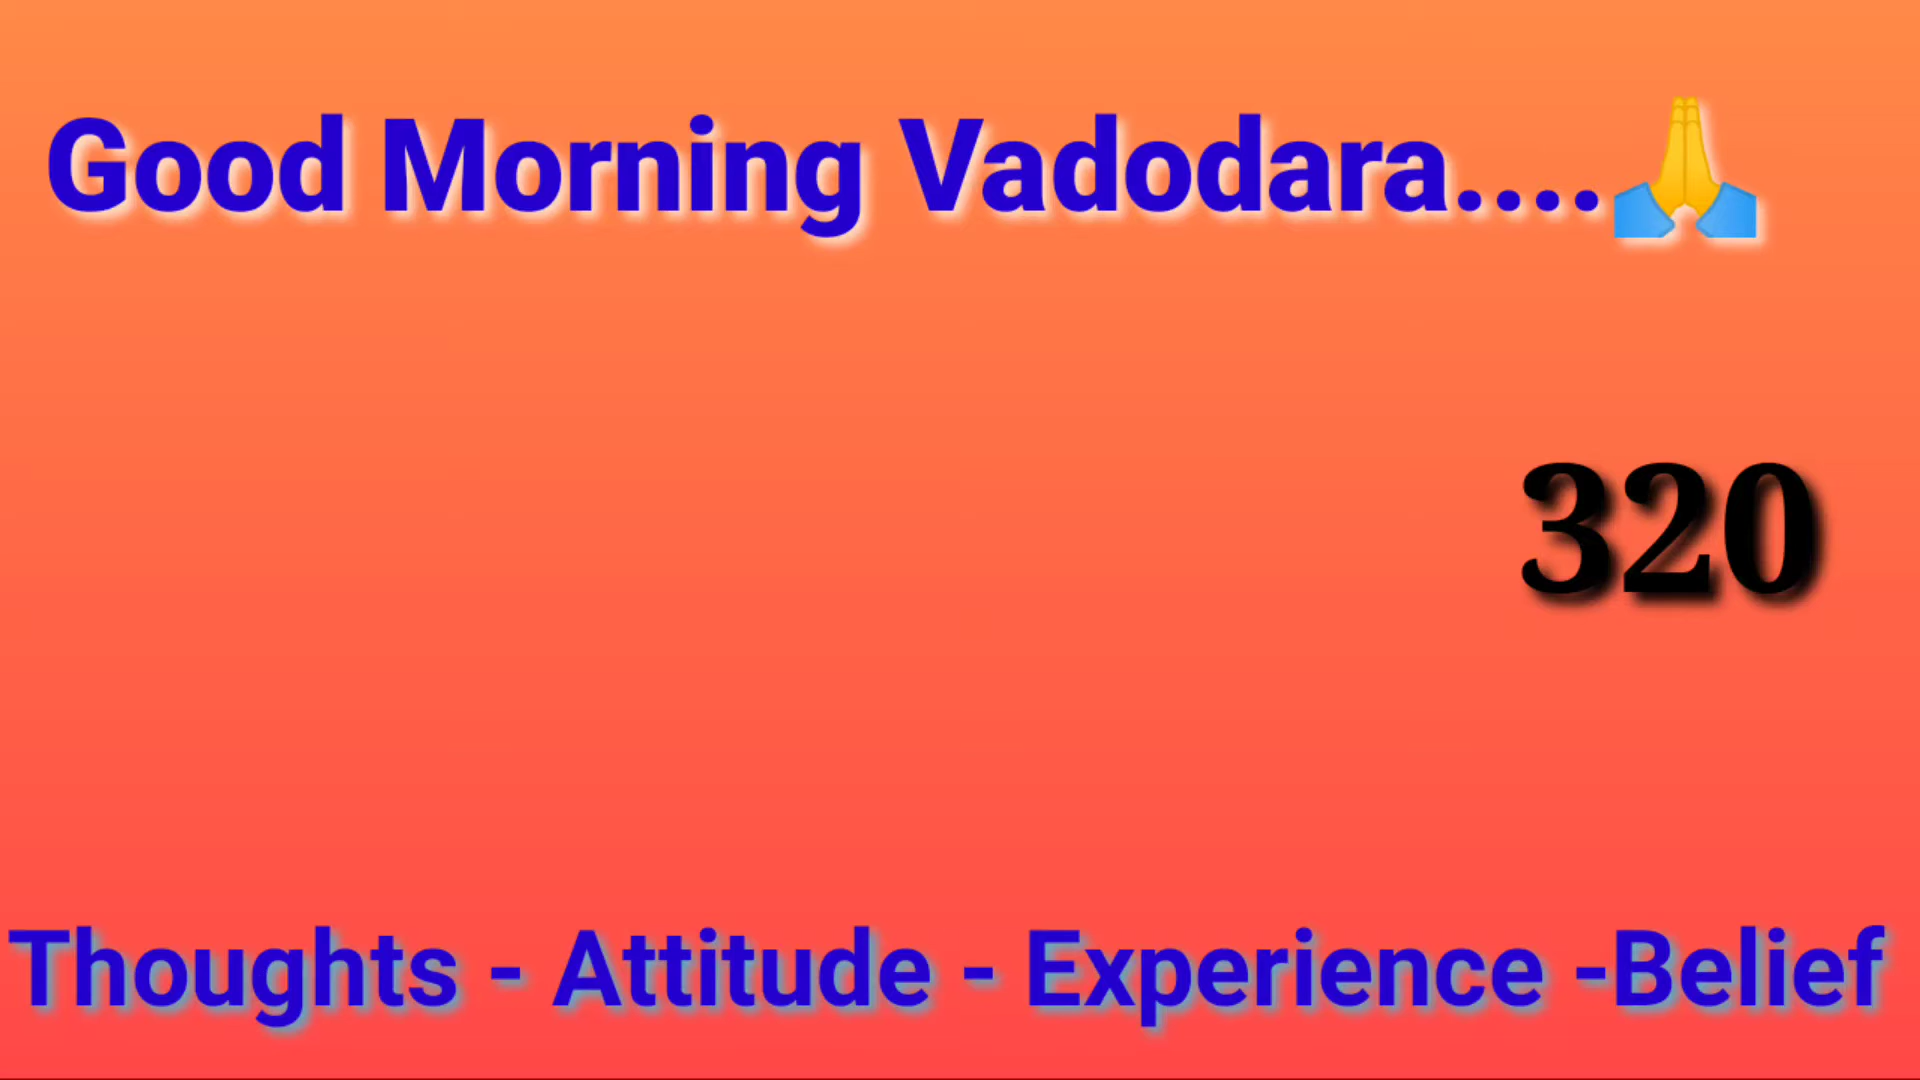 Good Morning Vadodara....🙏
320
Thoughts - Attitude - Experience -Belief